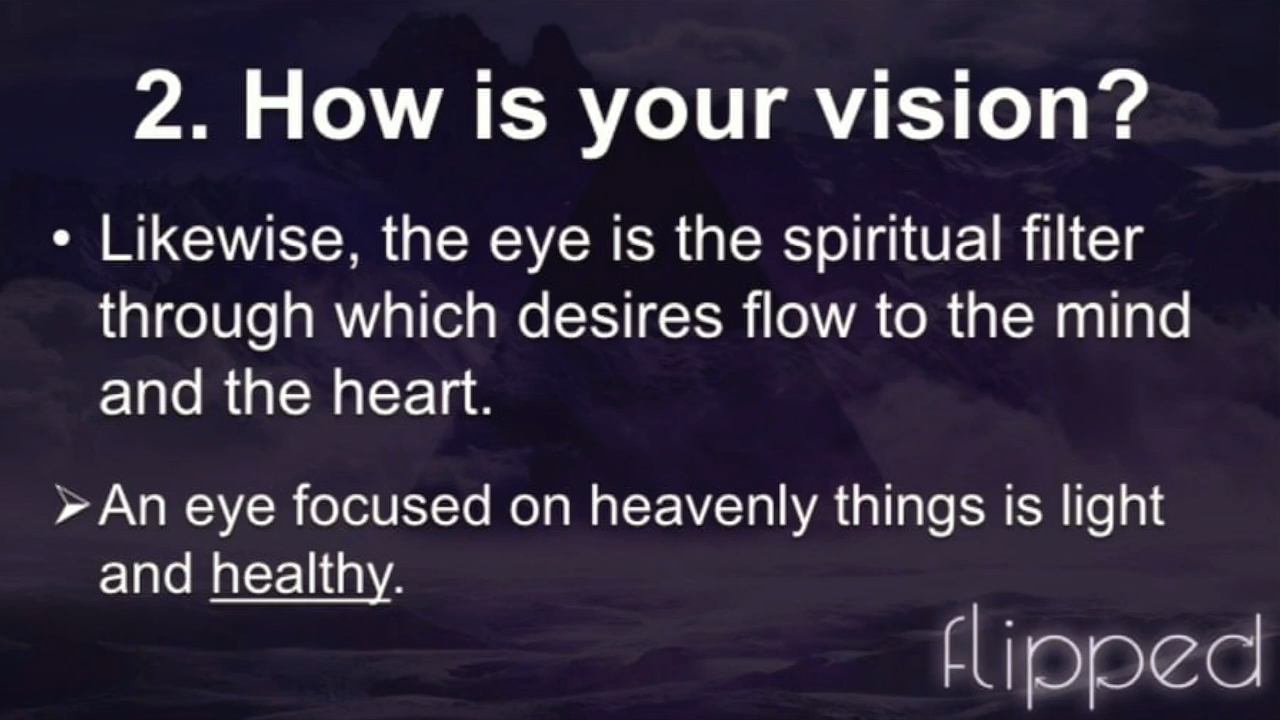 2. How is your vision?
• Likewise, the eye is the spiritual filter
through which desires flow to the mind
and the heart.
➢ An eye focused on heavenly things is light
and healthy.
flipped